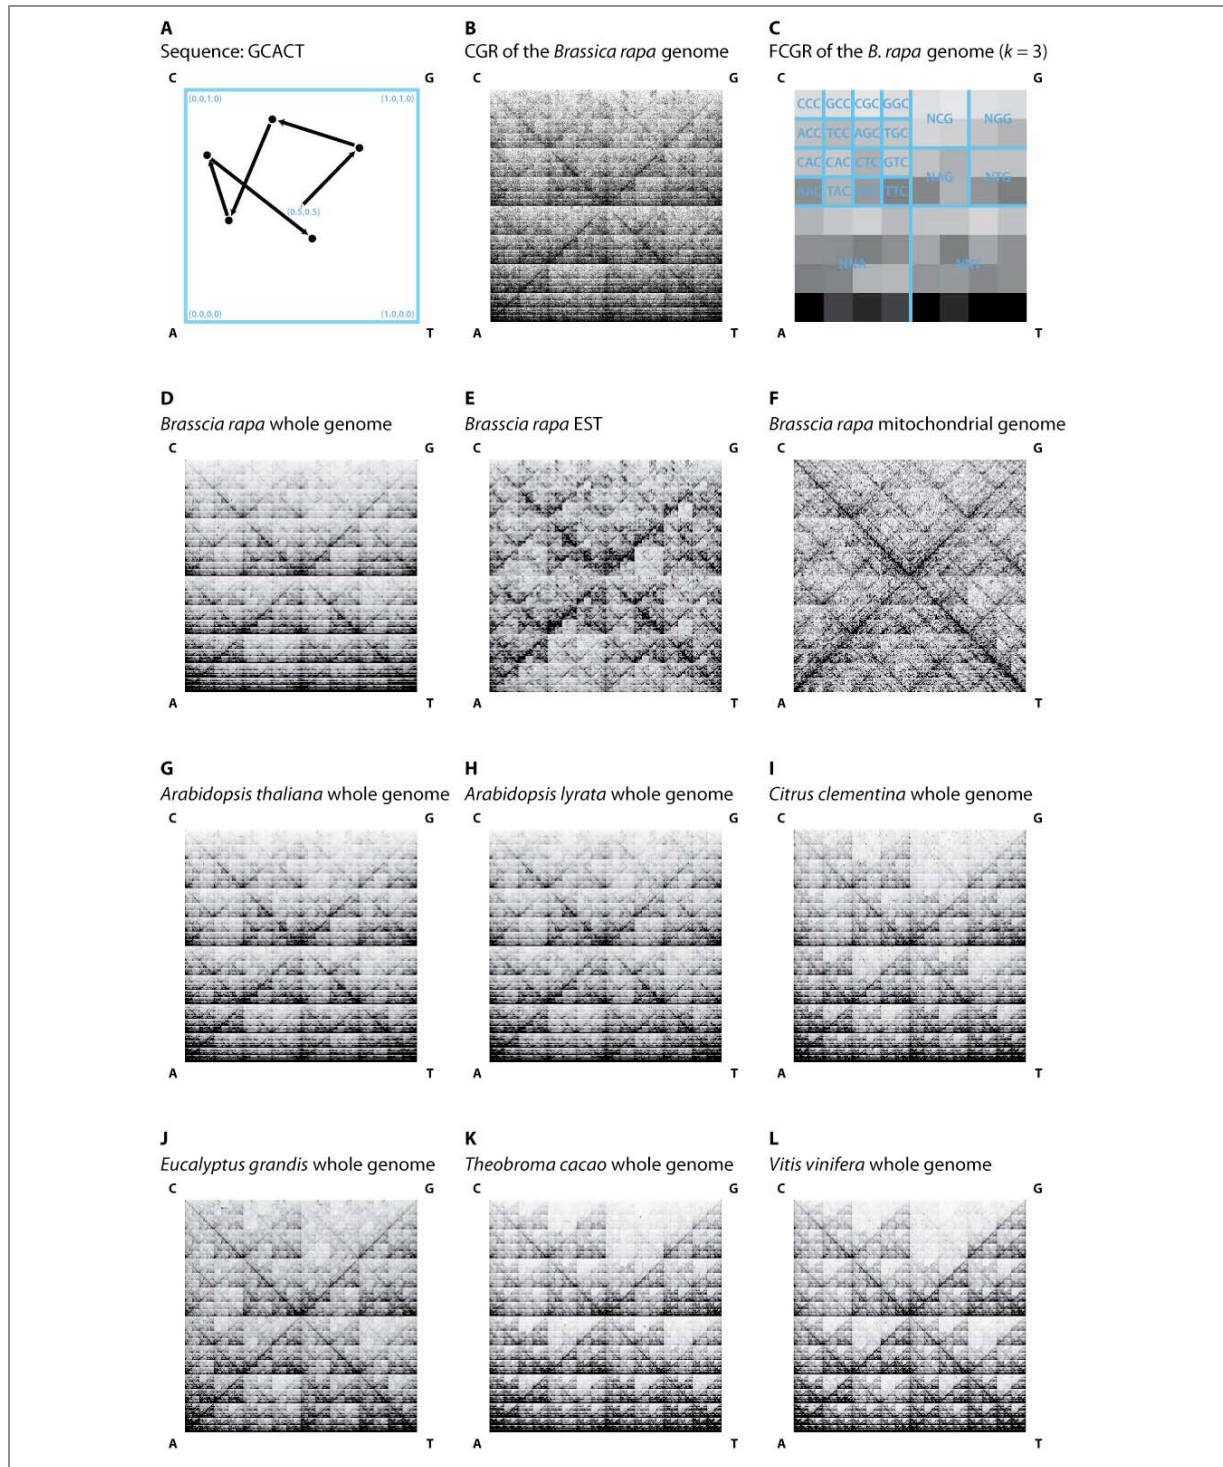 A
Sequence: GCACT
C
G
(0.0,1.0)
(1.0,1.0)
(0.5,0.5)
(0.0,0.0)
(1.0,0.0)
A
T
B
CGR of the Brassica rapa genome
C
G
A
T
C
FCGR of the B. rapa genome (k = 3)
C
G
CCC GCC CGC GGC
NCG NGG
ACC TCC AGC TGC
CAC CAC CTC GTC
NAG NTG
AAC TAC TTC
NNA
A
T
D
Brasscia rapa whole genome
C
G
A
T
E
Brasscia rapa EST
C
G
A
T
F
Brasscia rapa mitochondrial genome
C
G
A
T
G
Arabidopsis thaliana whole genome
C
G
A
T
H
Arabidopsis lyrata whole genome
C
G
A
T
I
Citrus clementina whole genome
C
G
A
T
J
Eucalyptus grandis whole genome
C
G
A
T
K
Theobroma cacao whole genome
C
G
A
T
L
Vitis vinifera whole genome
C
G
A
T